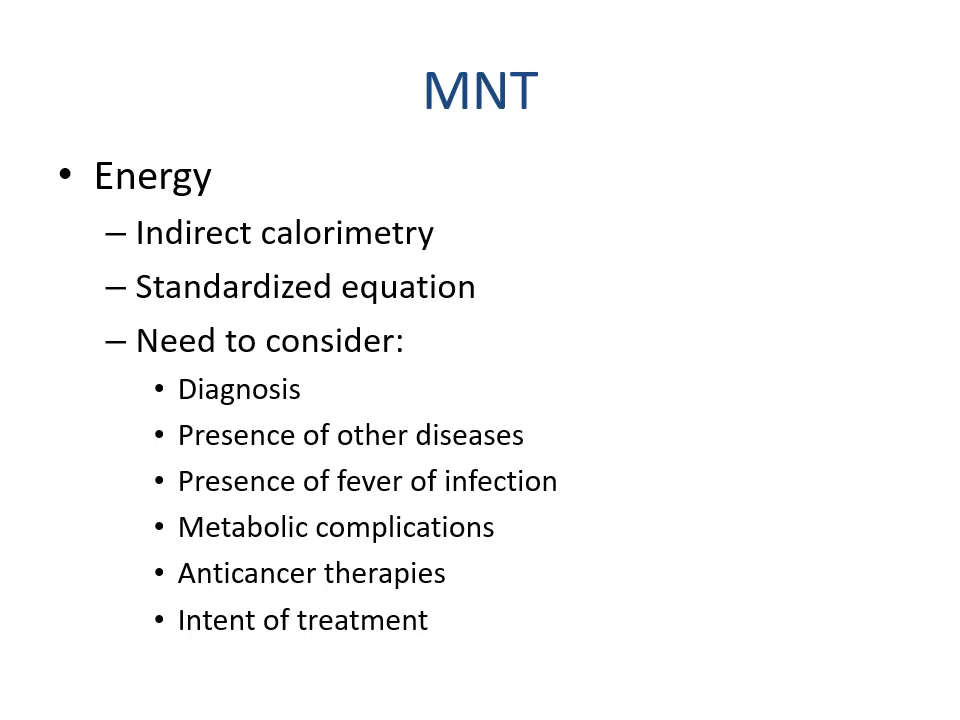 MNT
• Energy
– Indirect calorimetry
– Standardized equation
– Need to consider:
• Diagnosis
• Presence of other diseases
• Presence of fever of infection
• Metabolic complications
• Anticancer therapies
• Intent of treatment